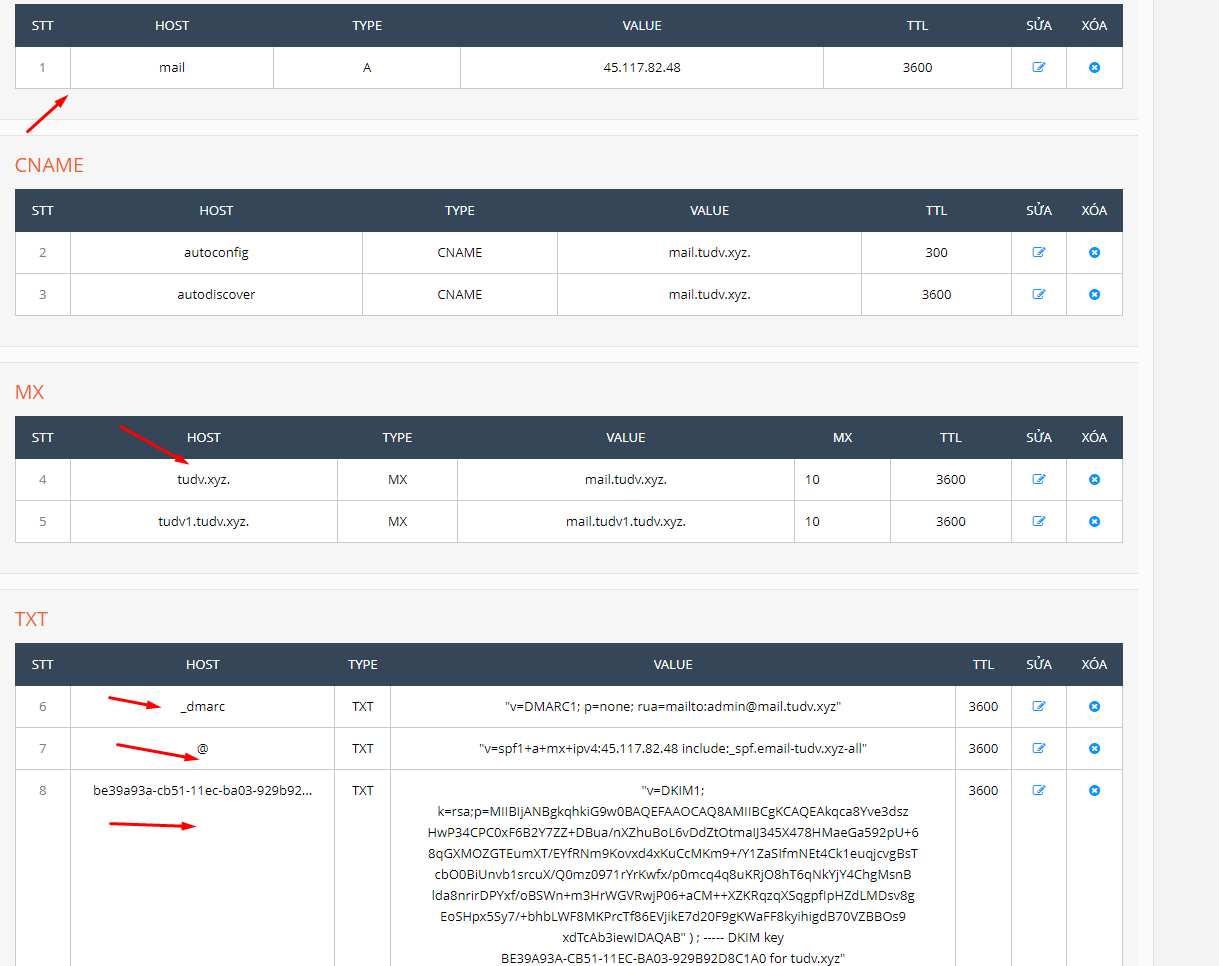 STT HOST TYPE VALUE TTL SỬA XÓA
1 mail A 45.117.82.48 3600
CNAME
STT HOST TYPE VALUE TTL SỬA XÓA
2 autoconfig CNAME mail.tudv.xyz. 300
3 autodiscover CNAME mail.tudv.xyz. 3600
MX
STT HOST TYPE VALUE MX TTL SỬA XÓA
4 tudv.xyz. MX mail.tudv.xyz. 10 3600
5 tudv1.tudv.xyz. MX mail.tudv1.tudv.xyz. 10 3600
TXT
STT HOST TYPE VALUE TTL SỬA XÓA
6 _dmarc TXT "v=DMARC1; p=none; rua=mailto:admin@mail.tudv.xyz" 3600
7 @ TXT "v=spf1+a+mx+ipv4:45.117.82.48 include:_spf.email-tudv.xyz-all" 3600
8 be39a93a-cb51-11ec-ba03-929b92... TXT "v=DKIM1; 3600
k=rsa;p=MIIBIjANBgkqhkiG9w0BAQEFAAOCAQ8AMIIBCgKCAQEAkqca8Yve3dsz
HwP34CPC0xF6B2Y7ZZ+DBua/nXZhuBoL6vDdZtOtmaIJ345X478HMaeGa592pU+6
8qGXMOZGTEumXT/EYfRNm9Kovxd4xKuCcMKm9+/Y1ZaSIfmNEt4Ck1euqjcvgBsT
cbO0BiUnvb1srcuX/Q0mz0971rYrKwfx/p0mcq4q8uKRjO8hT6qNkYjY4ChgMsnB
lda8nrirDPYxf/oBSWn+m3HrWGVRwjP06+aCM++XZKRqzqXSqgpfIpHZdLMDsv8g
EoSHpx5Sy7/+bhbLWF8MKPrcTf86EVjikE7d20F9gKWaFF8kyihigdB70VZBBOs9
xdTcAb3iewIDAQAB" ) ; ----- DKIM key
BE39A93A-CB51-11EC-BA03-929B92D8C1A0 for tudv.xyz"